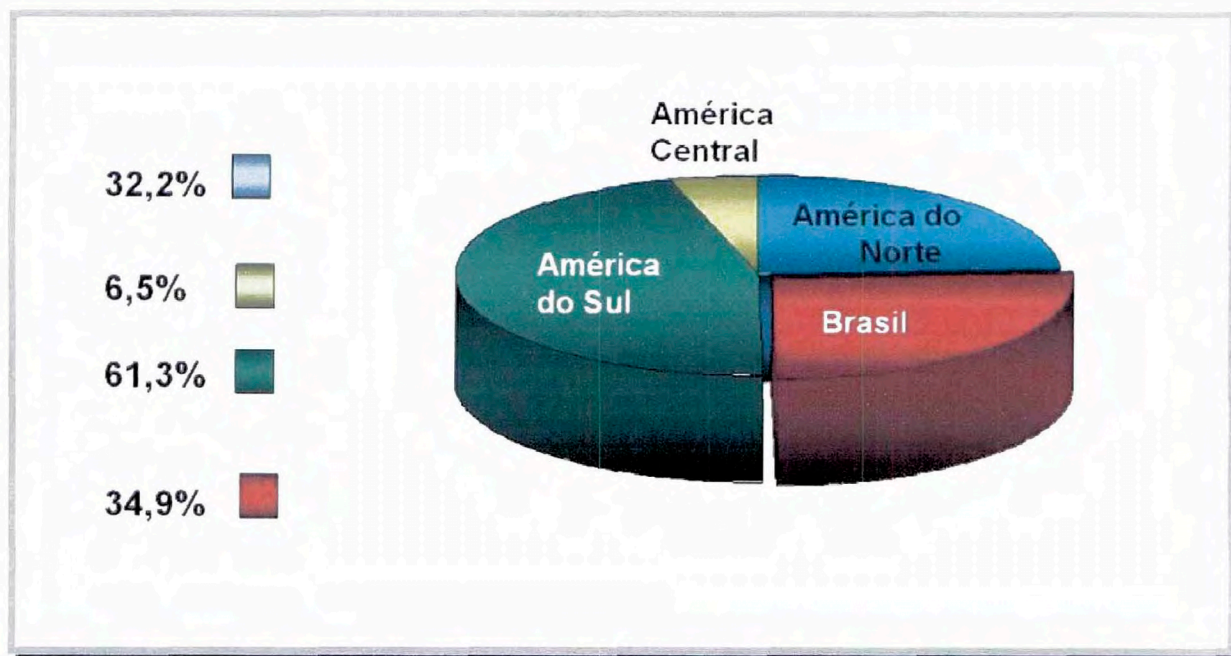 32,2%
6,5%
61,3%
34,9%
América
Central
América do
Norte
América
do Sul
Brasil